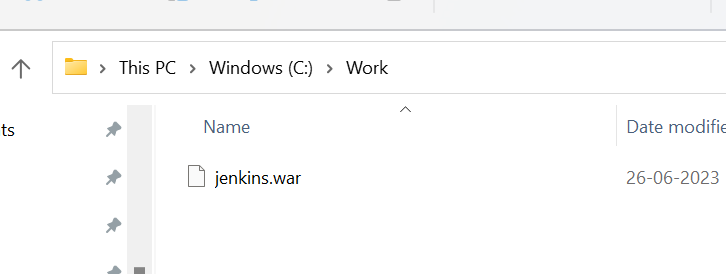 This PC > Windows (C:) > Work
ts
Name Date modifie
jenkins.war 26-06-2023